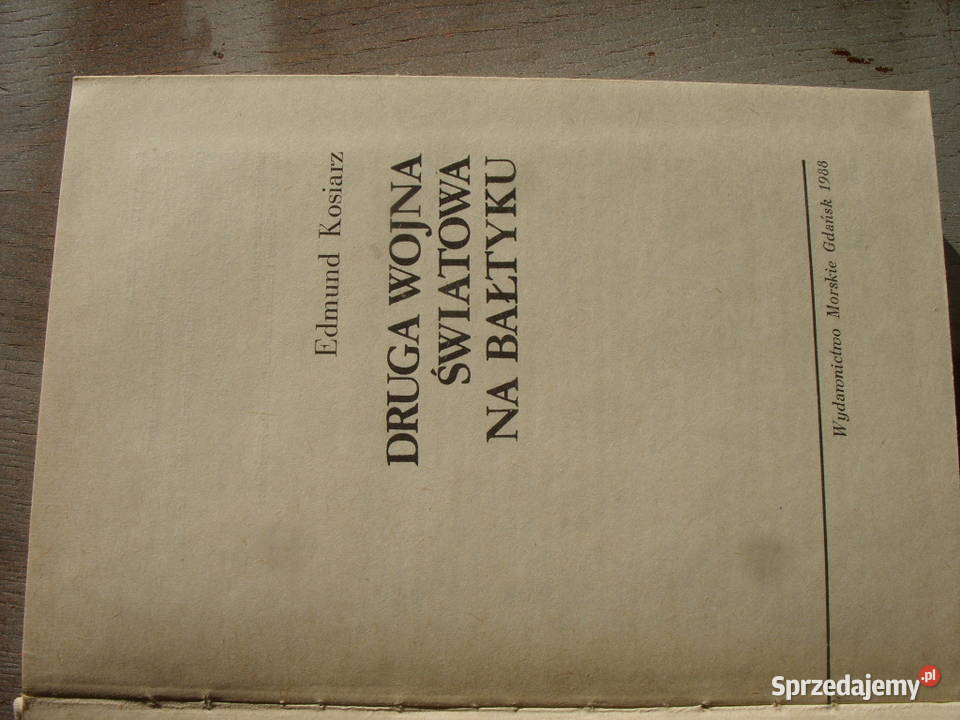 Edmund Kosiarz
DRUGA WOJNA
ŚWIATOWA
NA BAŁTYKU
Wydawnictwo Morskie Gdańsk 1988
Sprzedajemy.pl